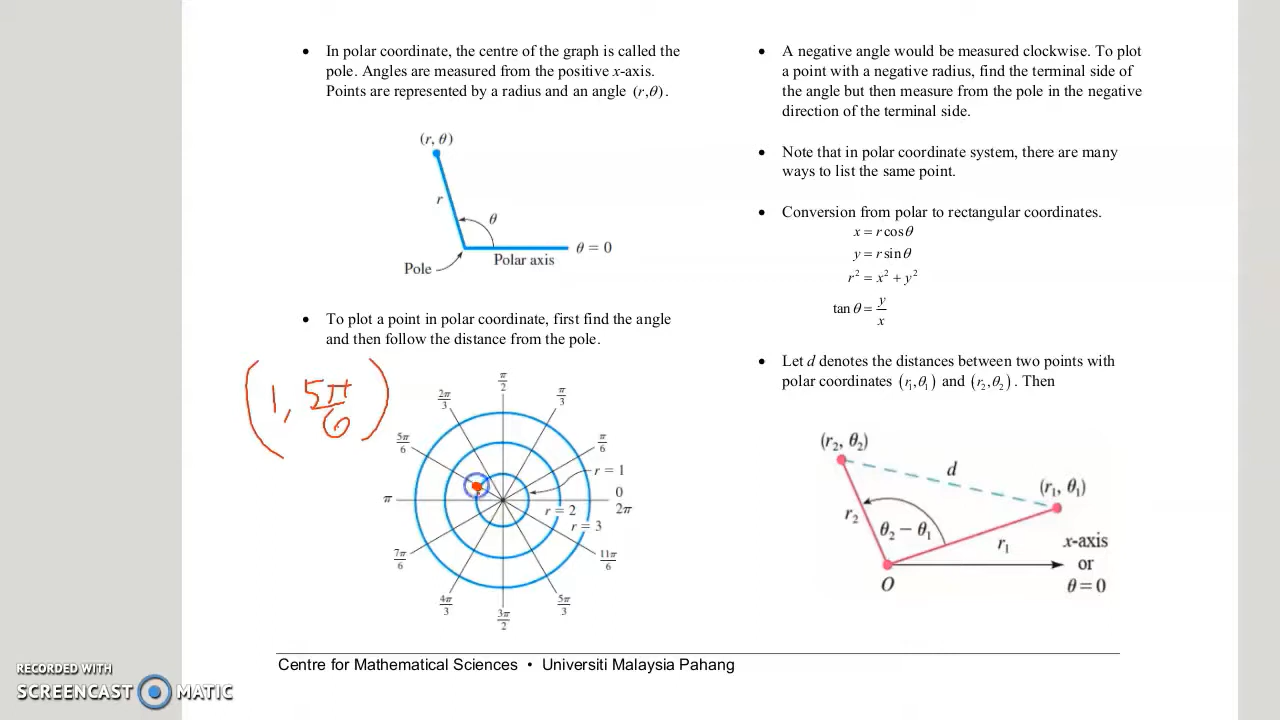 • In polar coordinate, the centre of the graph is called the
pole. Angles are measured from the positive x-axis.
Points are represented by a radius and an angle (r,θ).
(r, θ)
r
θ
θ = 0
Pole
Polar axis
• To plot a point in polar coordinate, first find the angle
and then follow the distance from the pole.
(1, 5π/6)
π/2
2π/3
π/3
5π/6
π/6
r = 1
π
0
2π
r = 2
r = 3
7π/6
11π/6
4π/3
5π/3
3π/2
• A negative angle would be measured clockwise. To plot
a point with a negative radius, find the terminal side of
the angle but then measure from the pole in the negative
direction of the terminal side.
• Note that in polar coordinate system, there are many
ways to list the same point.
• Conversion from polar to rectangular coordinates.
x = r cosθ
y = r sinθ
r² = x² + y²
tan θ = y/x
• Let d denotes the distances between two points with
polar coordinates (r₁,θ₁) and (r₂,θ₂). Then
(r₂, θ₂)
d
(r₁, θ₁)
r₂
θ₂ − θ₁
r₁
x-axis
or
θ = 0
O
Centre for Mathematical Sciences • Universiti Malaysia Pahang
RECORDED WITH
SCREENCAST MATIC